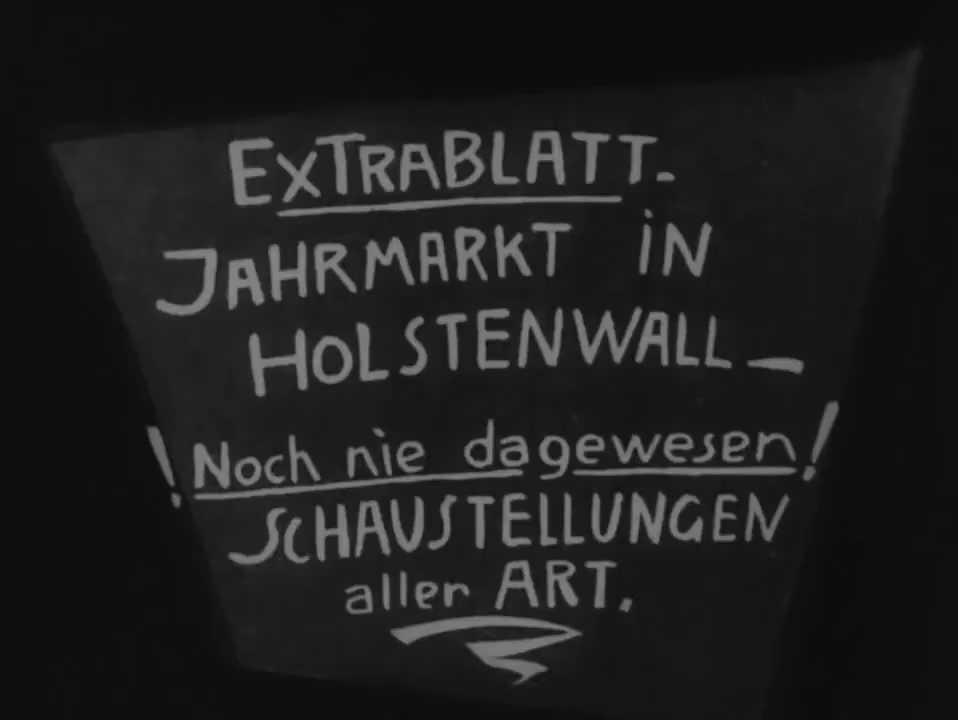 EXTRABLATT.
JAHRMARKT IN
HOLSTENWALL —
! Noch nie dagewesen !
SCHAUSTELLUNGEN
aller ART.